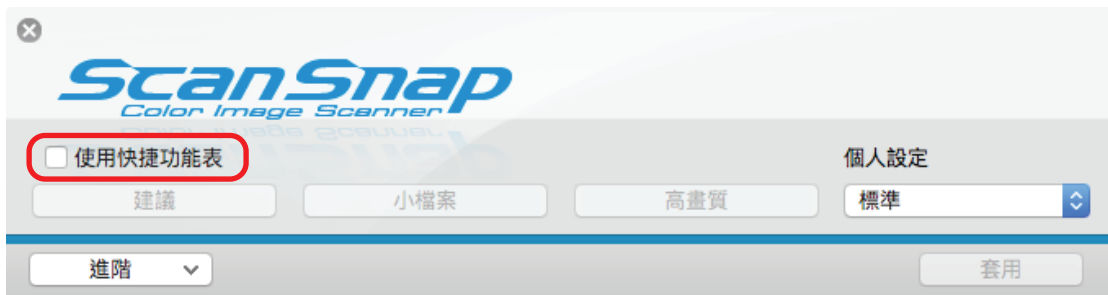 ScanSnap
Color Image Scanner
使用快捷功能表
個人設定
建議
小檔案
高畫質
標準
進階
套用